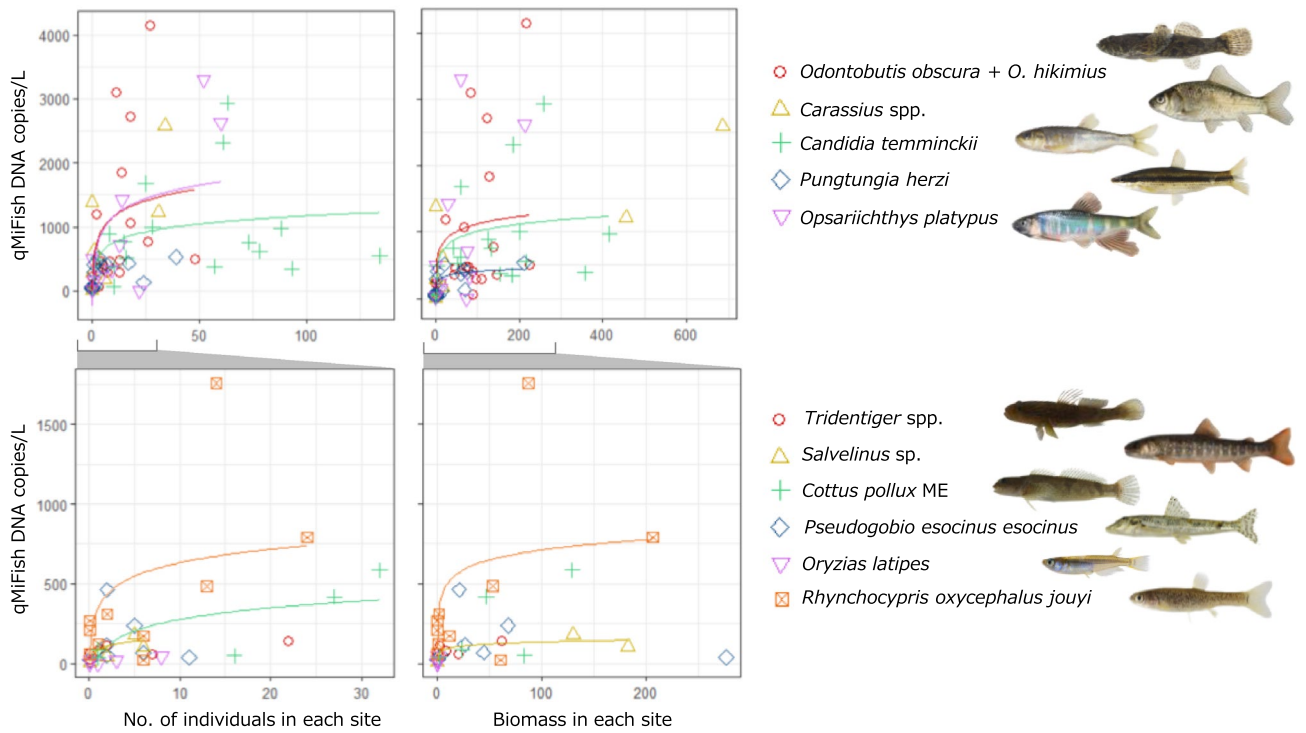 qMiFish DNA copies/L
4000
3000
2000
1000
0
0 50 100
0 200 400 600
Odontobutis obscura + O. hikimius
Carassius spp.
Candidia temminckii
Pungtungia herzi
Opsariichthys platypus
qMiFish DNA copies/L
1500
1000
500
0
0 10 20 30
0 100 200
No. of individuals in each site
Biomass in each site
Tridentiger spp.
Salvelinus sp.
Cottus pollux ME
Pseudogobio esocinus esocinus
Oryzias latipes
Rhynchocypris oxycephalus jouyi